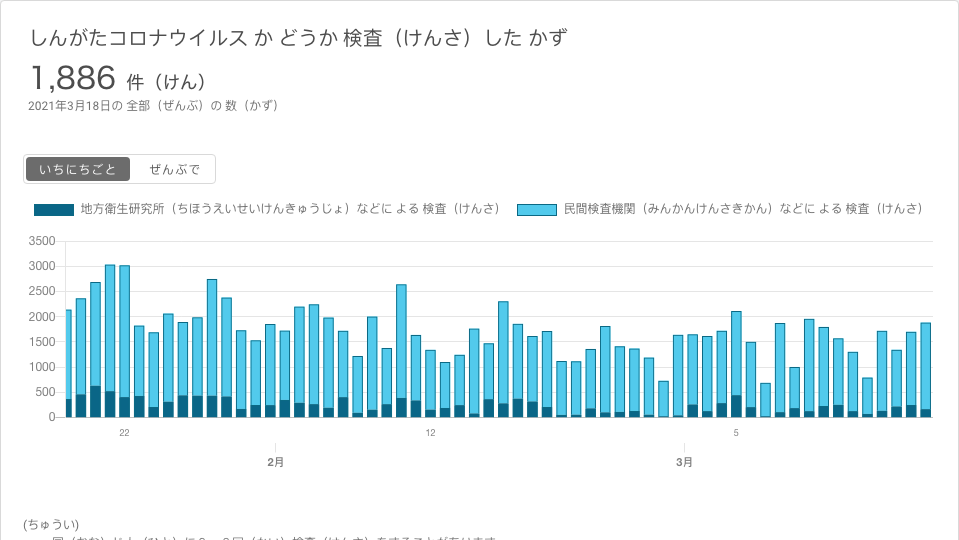 しんがたコロナウイルス か どうか 検査（けんさ）した かず
1,886 件（けん）
2021年3月18日の 全部（ぜんぶ）の 数（かず）
いちにちごと ぜんぶで
地方衛生研究所（ちほうえいせいけんきゅうじょ）などに よる 検査（けんさ） 民間検査機関（みんかんけんさきかん）などに よる 検査（けんさ）
3500
3000
2500
2000
1500
1000
500
0
22 12 5
2月 3月
(ちゅうい)